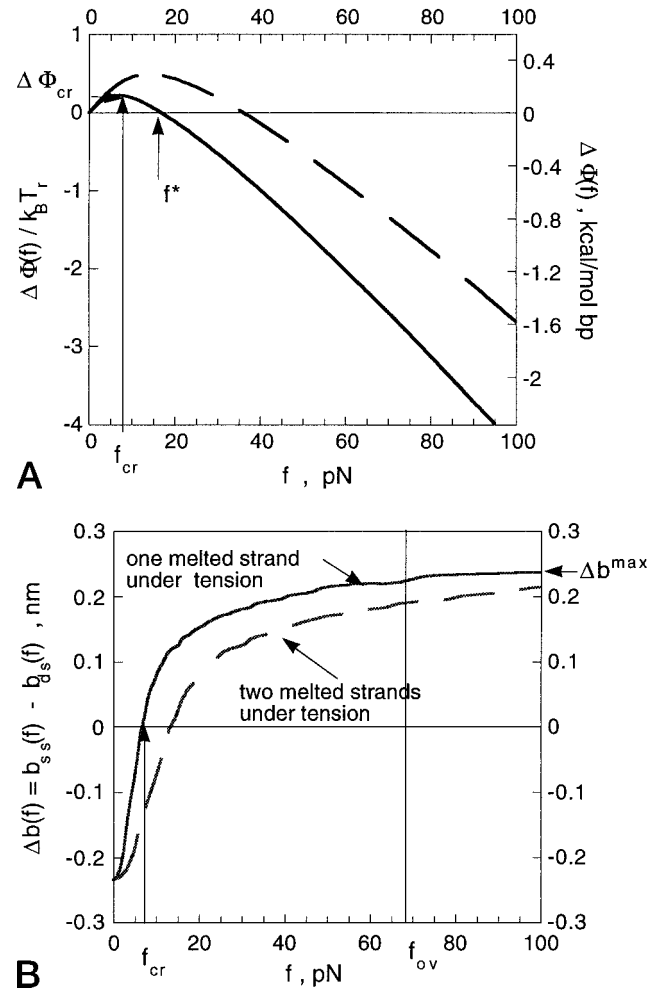 0 20 40 60 80 100
1
0
-1
-2
-3
-4
0.4
0
-0.4
-0.8
-1.2
-1.6
-2
Δ Φcr
f*
Δ Φ(f) / kBTr
Δ Φ(f) , kcal/mol bp
0 20 40 60 80 100
fcr
f , pN
A
0.3
0.2
0.1
0
-0.1
-0.2
-0.3
0.3
0.2
0.1
0
-0.1
-0.2
-0.3
one melted strand
under tension
Δbmax
two melted strands
under tension
Δb(f) = bss(f) - bds(f) , nm
0 20 40 60 80 100
fcr
fov
f, pN
B